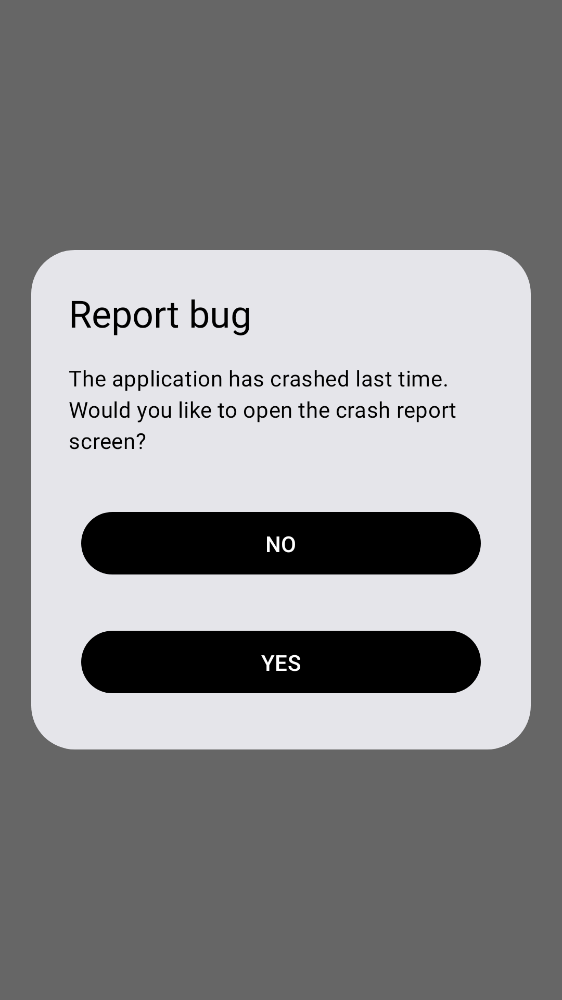 Report bug
The application has crashed last time.
Would you like to open the crash report
screen?
NO
YES